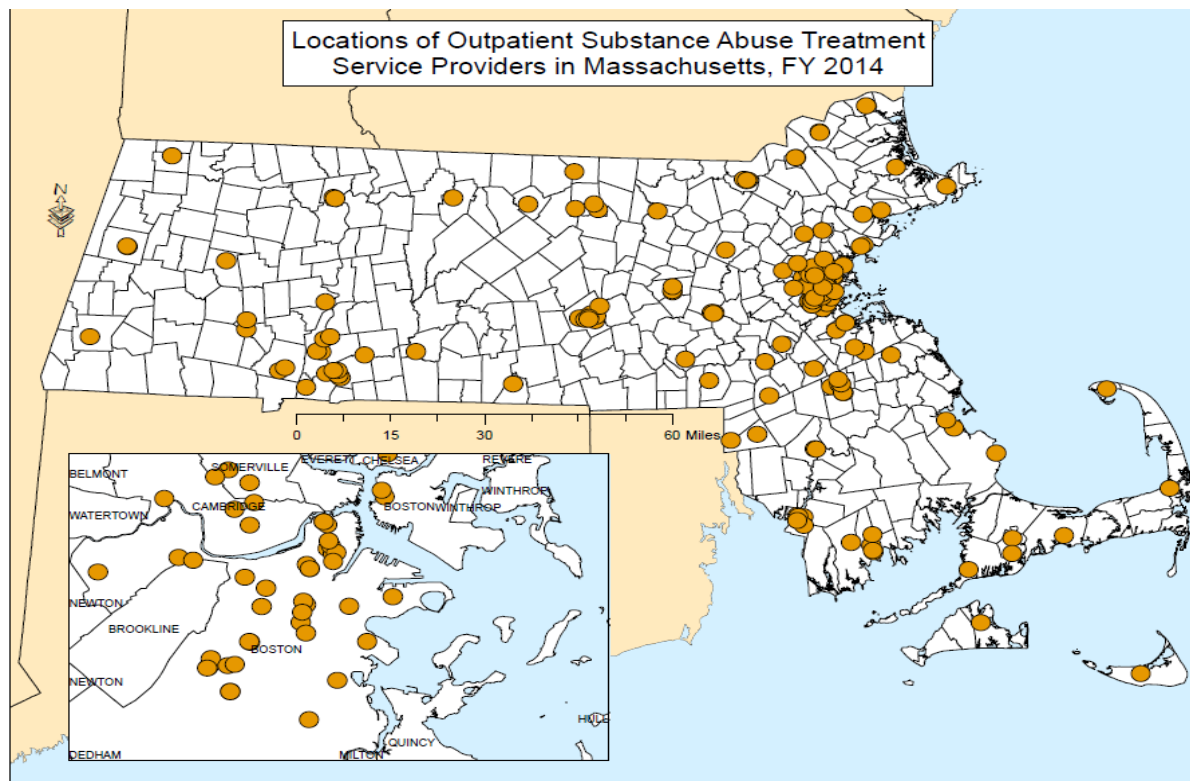 Locations of Outpatient Substance Abuse Treatment
Service Providers in Massachusetts, FY 2014
N
0 15 30 60 Miles
BELMONT
SOMERVILLE
EVERETT
CHELSEA
REVERE
WINTHROP
WATERTOWN
CAMBRIDGE
BOSTON
WINTHROP
NEWTON
BROOKLINE
BOSTON
NEWTON
HULL
QUINCY
DEDHAM
MILTON